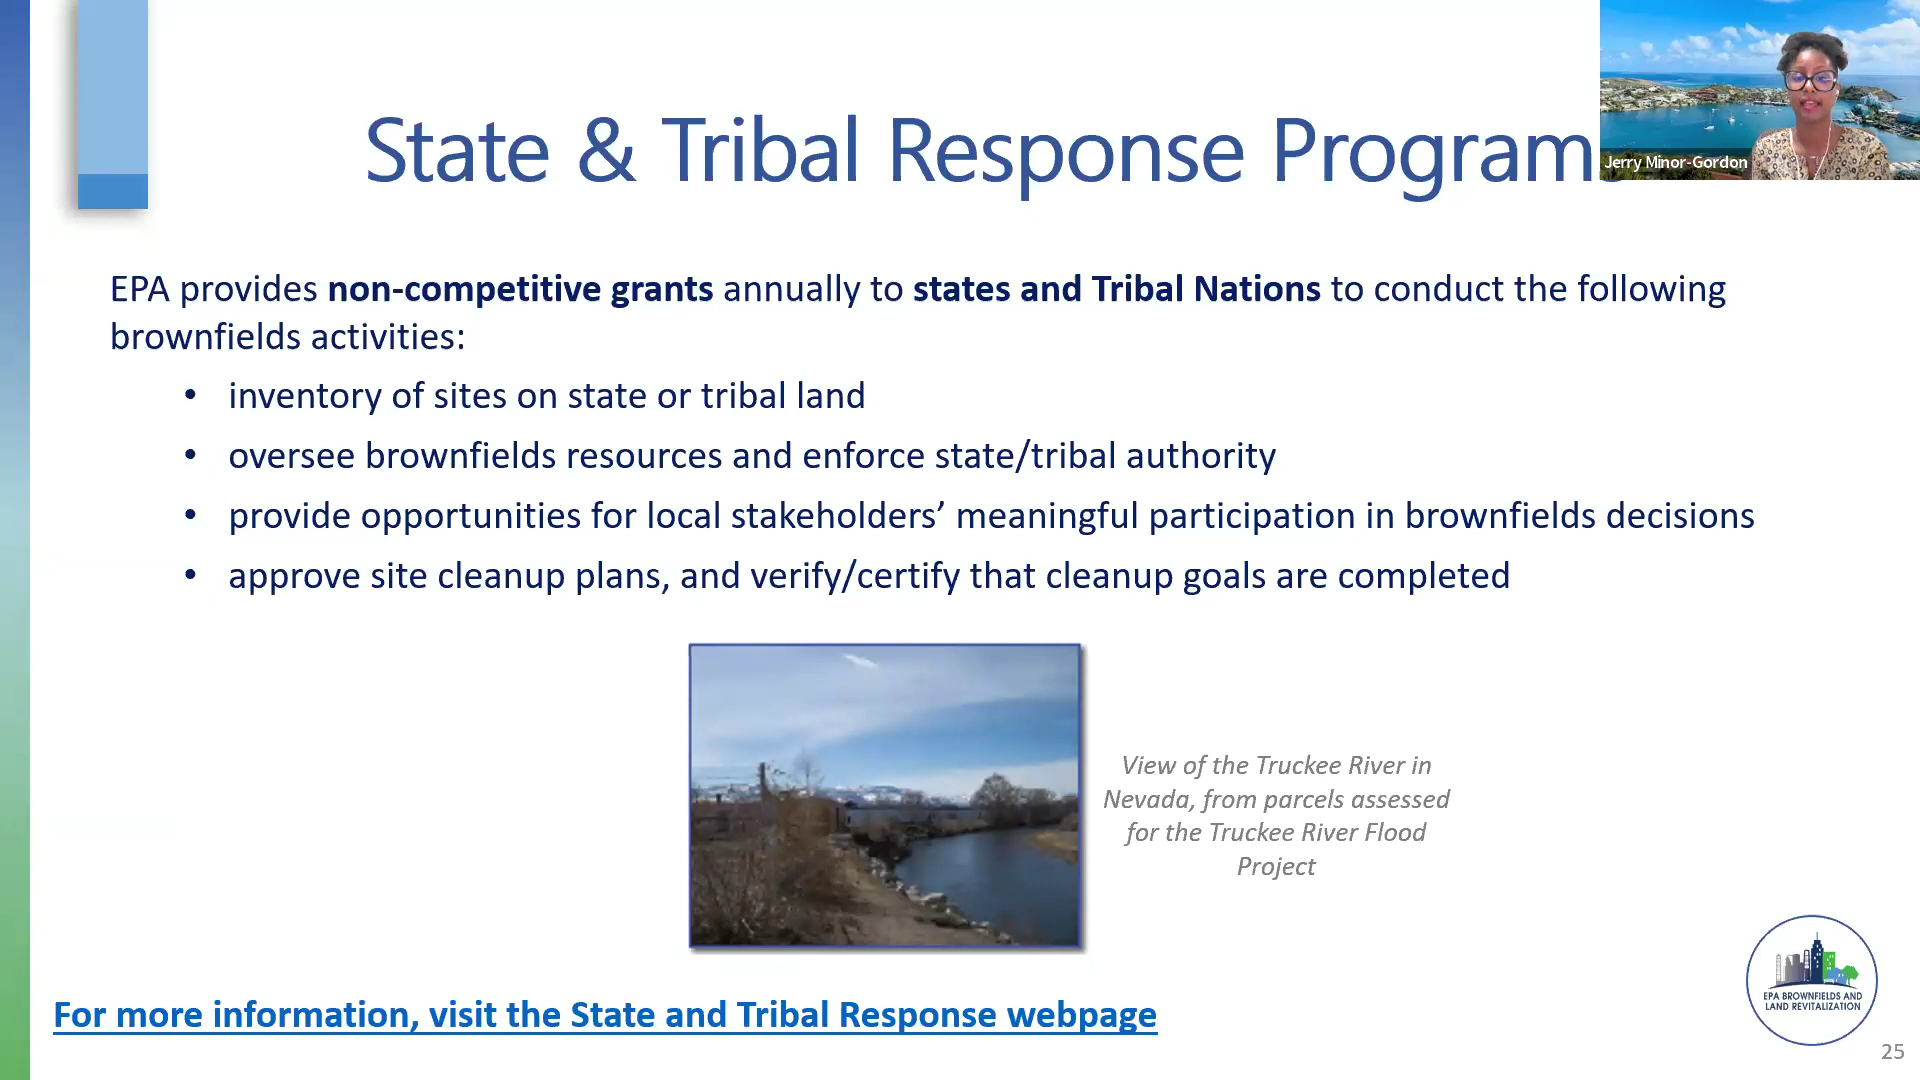 State & Tribal Response Programs
Jerry Minor-Gordon
EPA provides non-competitive grants annually to states and Tribal Nations to conduct the following
brownfields activities:
• inventory of sites on state or tribal land
• oversee brownfields resources and enforce state/tribal authority
• provide opportunities for local stakeholders’ meaningful participation in brownfields decisions
• approve site cleanup plans, and verify/certify that cleanup goals are completed
View of the Truckee River in
Nevada, from parcels assessed
for the Truckee River Flood
Project
For more information, visit the State and Tribal Response webpage
EPA BROWNFIELDS AND
LAND REVITALIZATION
25